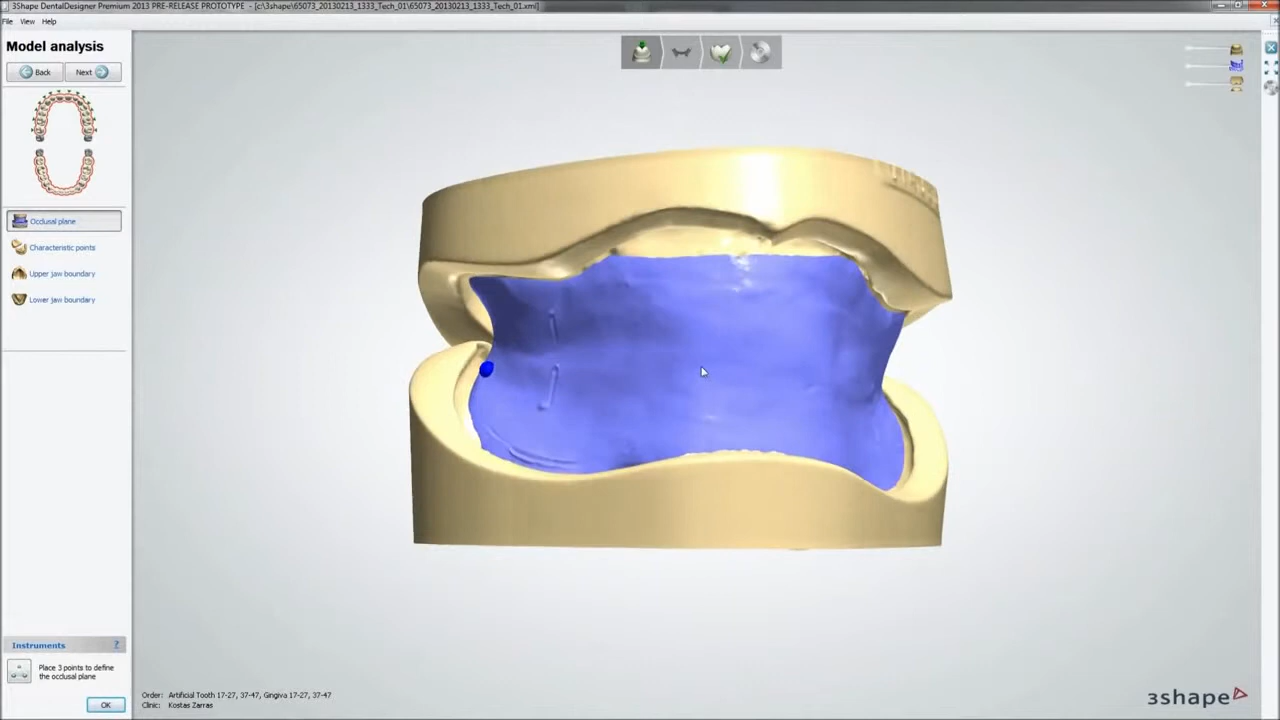 3Shape DentalDesigner Premium 2013 PRE-RELEASE PROTOTYPE - [c:\3shape\65073_20130213_1333_Tech_01\65073_20130213_1333_Tech_01.xml]
File View Help
Model analysis
Back Next
Occlusal plane
Characteristic points
Upper jaw boundary
Lower jaw boundary
Instruments ?
Place 3 points to define
the occlusal plane
OK
Order: Artificial Tooth 17-27, 37-47, Gingiva 17-27, 37-47
Clinic: Kostas Zarras
3shape